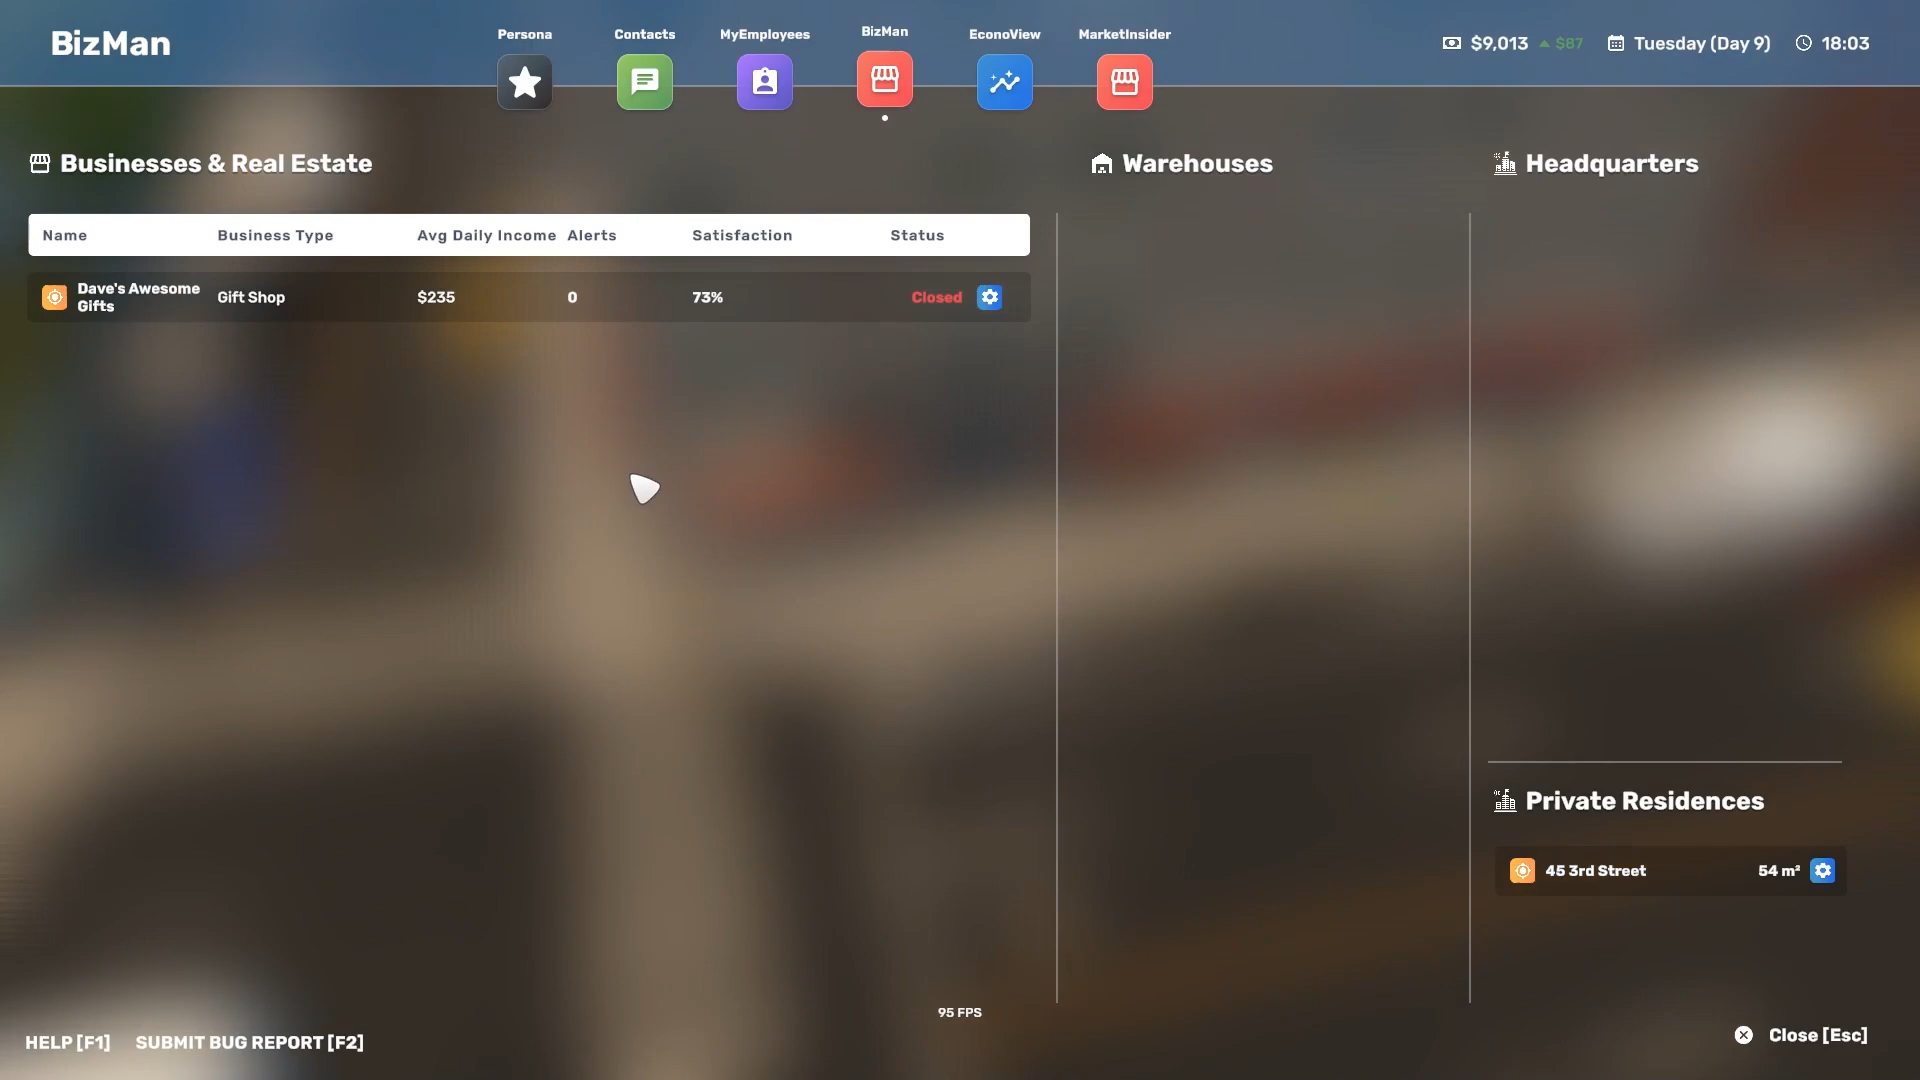 BizMan
Persona
Contacts
MyEmployees
BizMan
EconoView
MarketInsider
$9,013 $87 Tuesday (Day 9) 18:03
Businesses & Real Estate
Warehouses
Headquarters
Name Business Type Avg Daily Income Alerts Satisfaction Status
Dave's Awesome
Gifts
Gift Shop $235 0 73% Closed
Private Residences
45 3rd Street 54 m²
95 FPS
HELP [F1] SUBMIT BUG REPORT [F2]
Close [Esc]